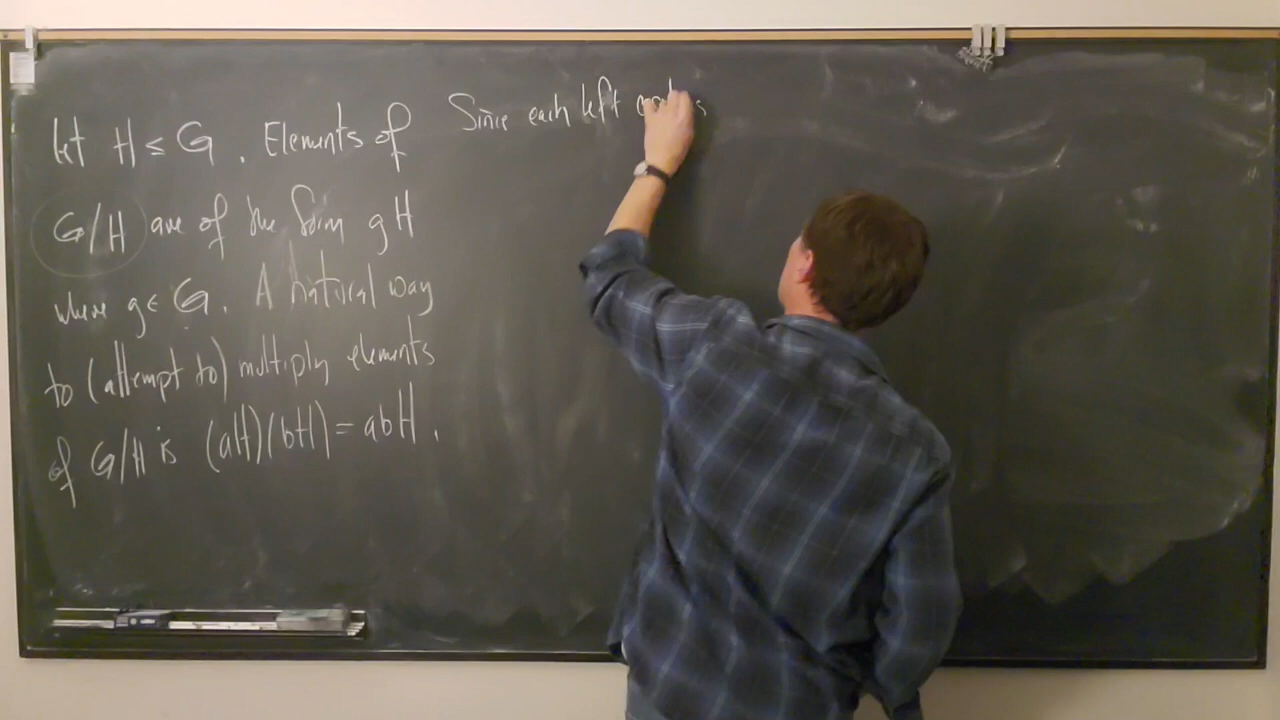 let H ≤ G. Elements of
G/H are of the form gH
where g∈ G. A natural way
to (attempt to) multiply elements
of G/H is (aH)(bH) = abH.
Since each left